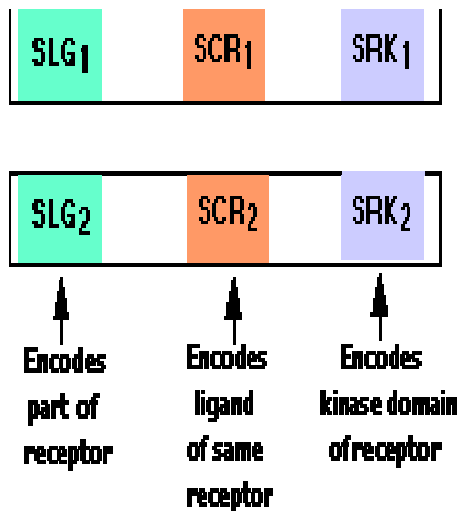 SLG1 SCR1 SRK1
SLG2 SCR2 SRK2
Encodes part of receptor
Encodes ligand of same receptor
Encodes kinase domain of receptor